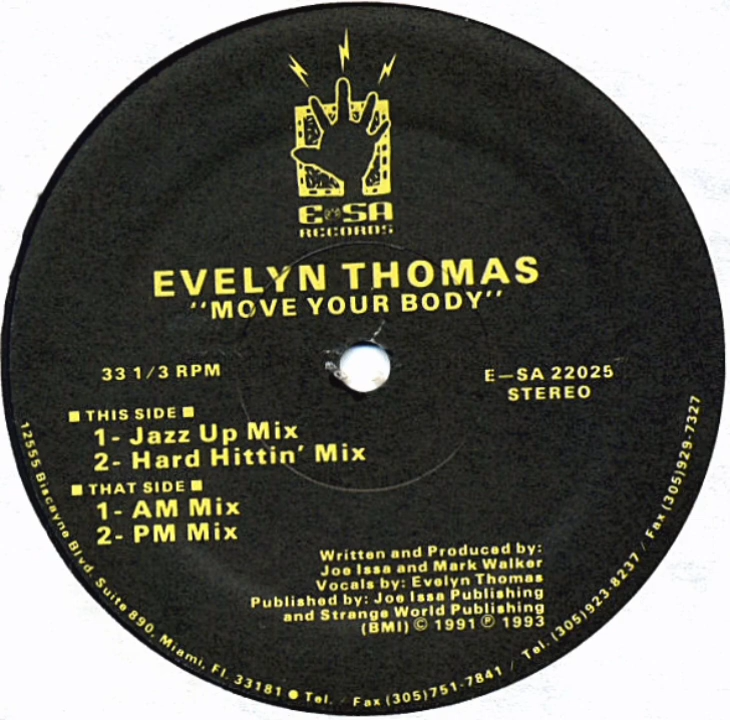 E-SA
RECORDS
EVELYN THOMAS
"MOVE YOUR BODY"
33 1/3 RPM
E—SA 22025
STEREO
■ THIS SIDE ■
1- Jazz Up Mix
2- Hard Hittin' Mix
■ THAT SIDE ■
1- AM Mix
2- PM Mix
Written and Produced by:
Joe Issa and Mark Walker
Vocals by: Evelyn Thomas
Published by: Joe Issa Publishing
and Strange World Publishing
(BMI) © 1991 ℗ 1993
12555 Biscayne Blvd. Suite 890, Miami, Fl. 33181 ● Tel. / Fax (305)751-7841 / Tel. (305)923-8237 / Fax (305)929-7327